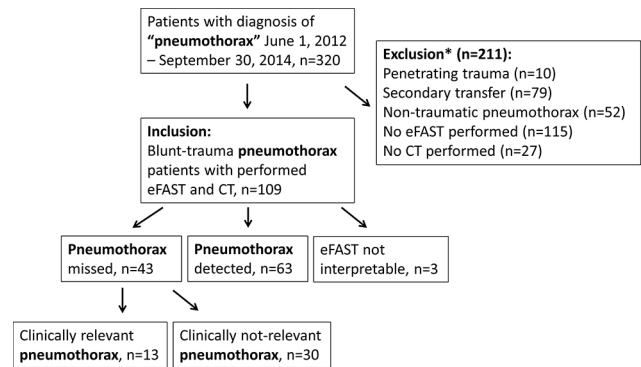 Patients with diagnosis of
“pneumothorax” June 1, 2012
– September 30, 2014, n=320
Exclusion* (n=211):
Penetrating trauma (n=10)
Secondary transfer (n=79)
Non-traumatic pneumothorax (n=52)
No eFAST performed (n=115)
No CT performed (n=27)
Inclusion:
Blunt-trauma pneumothorax
patients with performed
eFAST and CT, n=109
Pneumothorax
missed, n=43
Pneumothorax
detected, n=63
eFAST not
interpretable, n=3
Clinically relevant
pneumothorax, n=13
Clinically not-relevant
pneumothorax, n=30